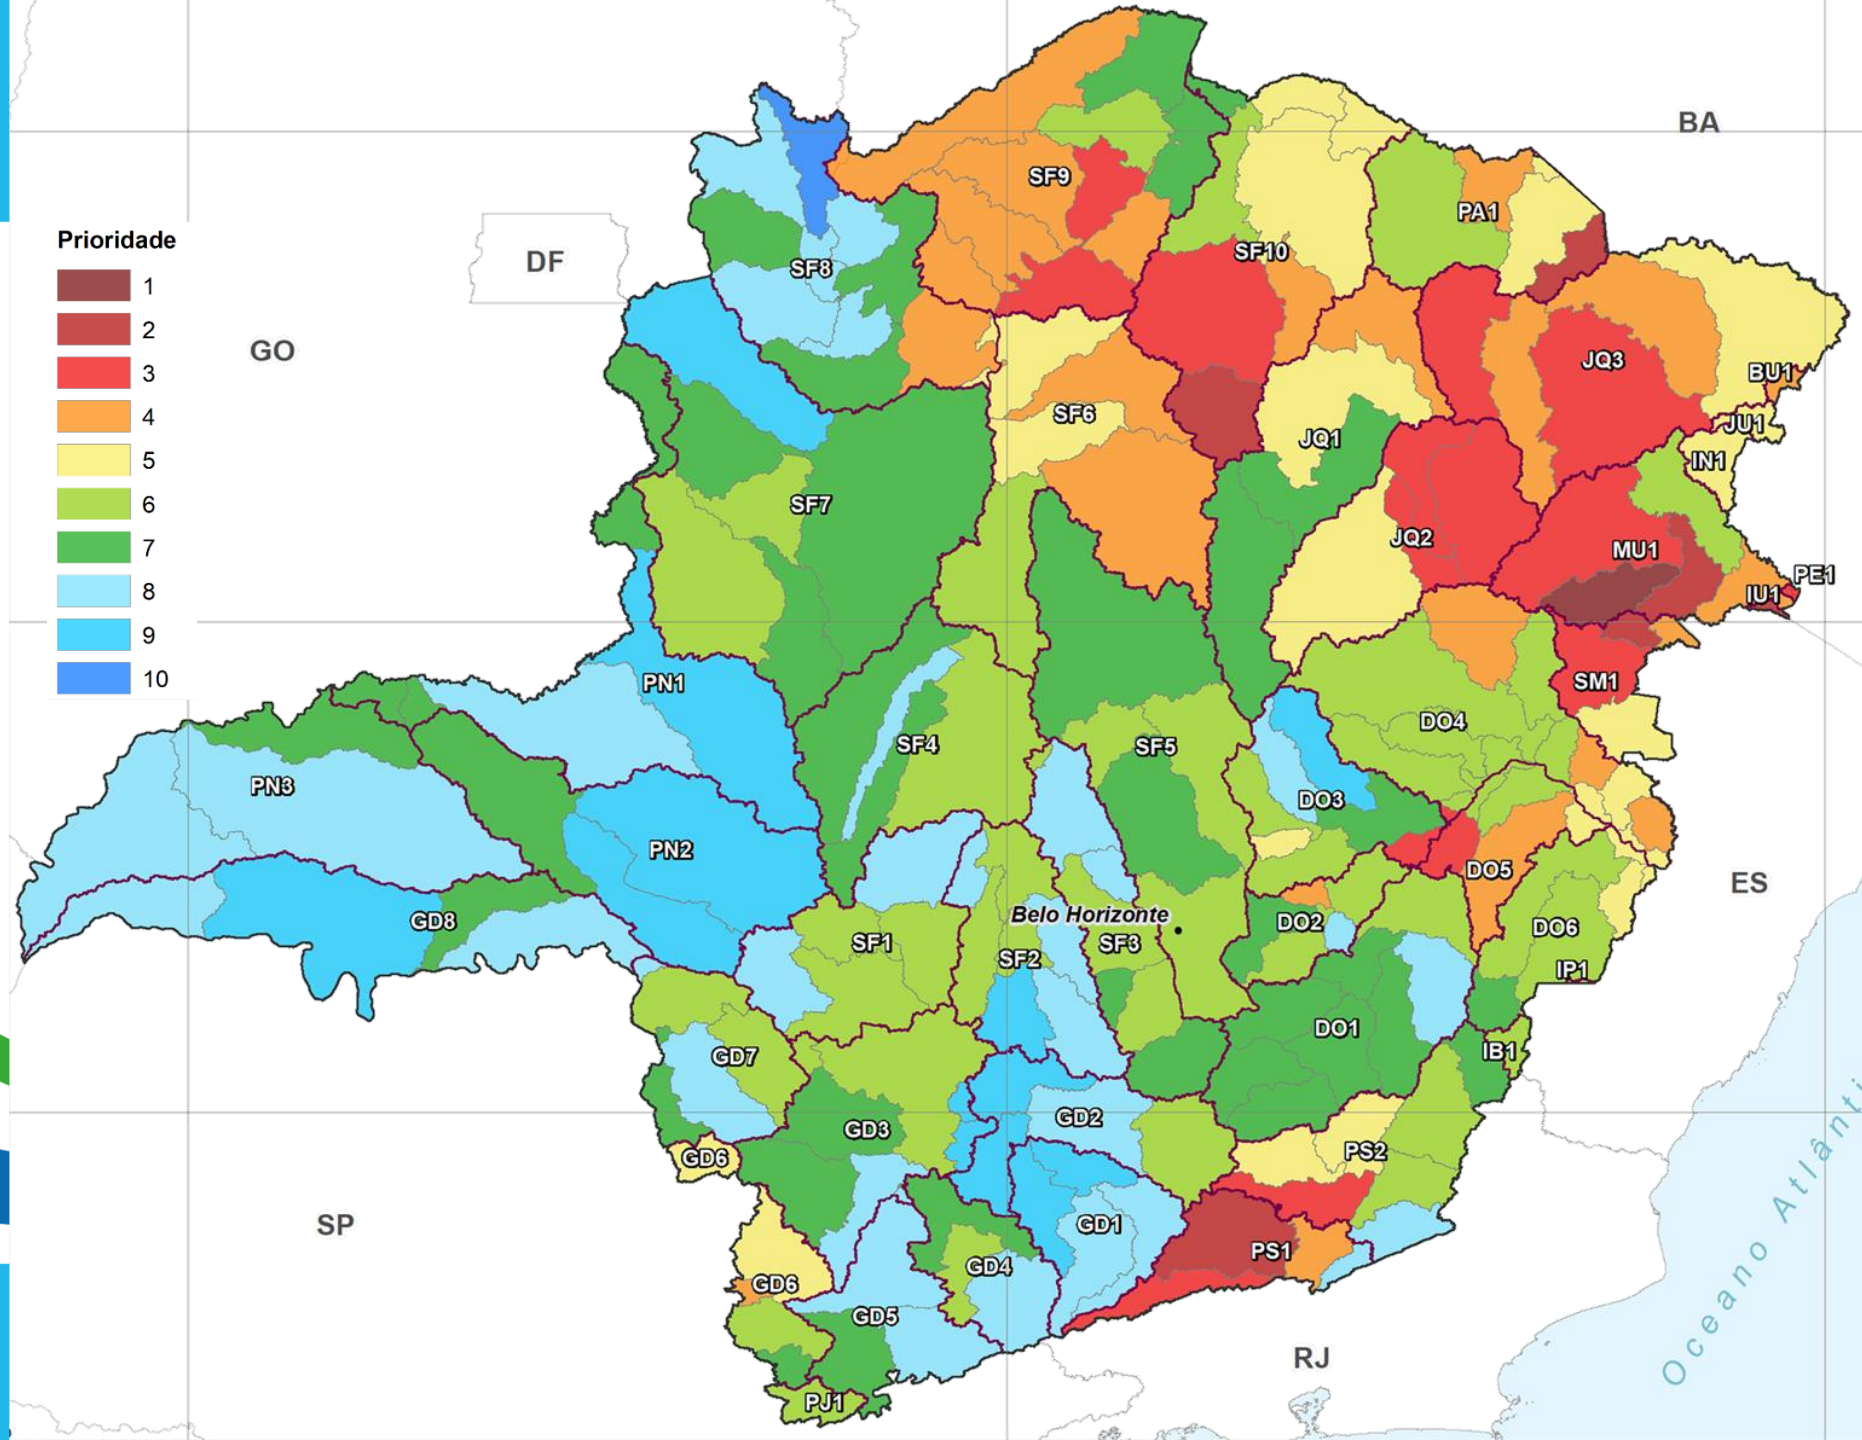 BA
SF9
PA1
Prioridade
SF10
DF
SF8
1
2
GO
3
JQ3
BU1
4
SF6
JU1
JQ1
5
IN1
6
SF7
JQ2
7
MU1
PE1
8
IU1
9
10
PN1
SM1
DO4
SF4
SF5
PN3
DO3
PN2
DO5
ES
Belo Horizonte
GD8
DO2
SF1
SF3
DO6
SF2
IP1
DO1
GD7
IB1
GD2
GD3
PS2
GD6
SP
GD1
PS1
GD4
GD6
GD5
RJ
PJ1
Oceano Atlânti